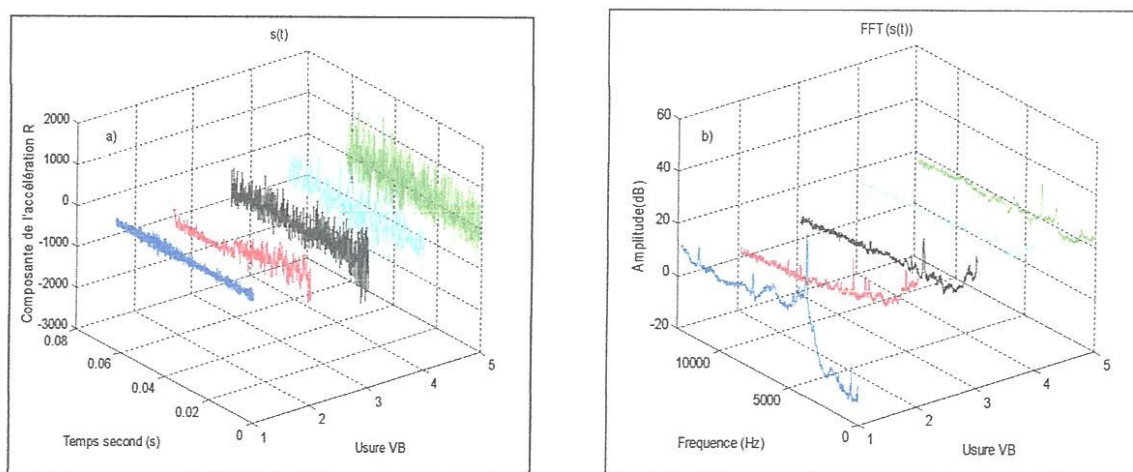 s(t)
a)
Composante de l'accélération R
2000
1000
0
-1000
-2000
-3000
0.08
0.06
0.04
0.02
0
1
2
3
4
5
Temps second (s)
Usure VB
FFT (s(t))
b)
Amplitude(dB)
60
40
20
0
-20
10000
5000
0
1
2
3
4
5
Frequence (Hz)
Usure VB